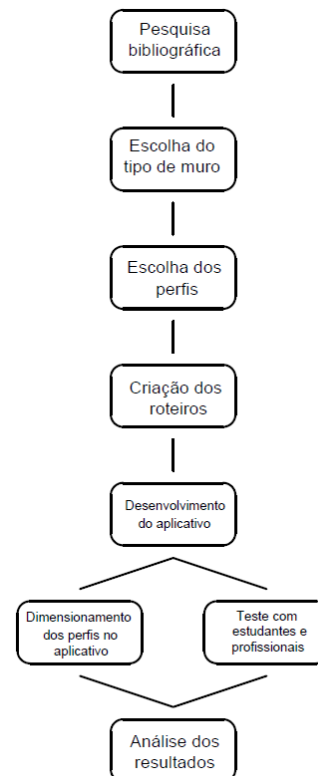 Pesquisa
bibliográfica
Escolha do
tipo de muro
Escolha dos
perfis
Criação dos
roteiros
Desenvolvimento
do aplicativo
Dimensionamento
dos perfis no
aplicativo
Teste com
estudantes e
profissionais
Análise dos
resultados